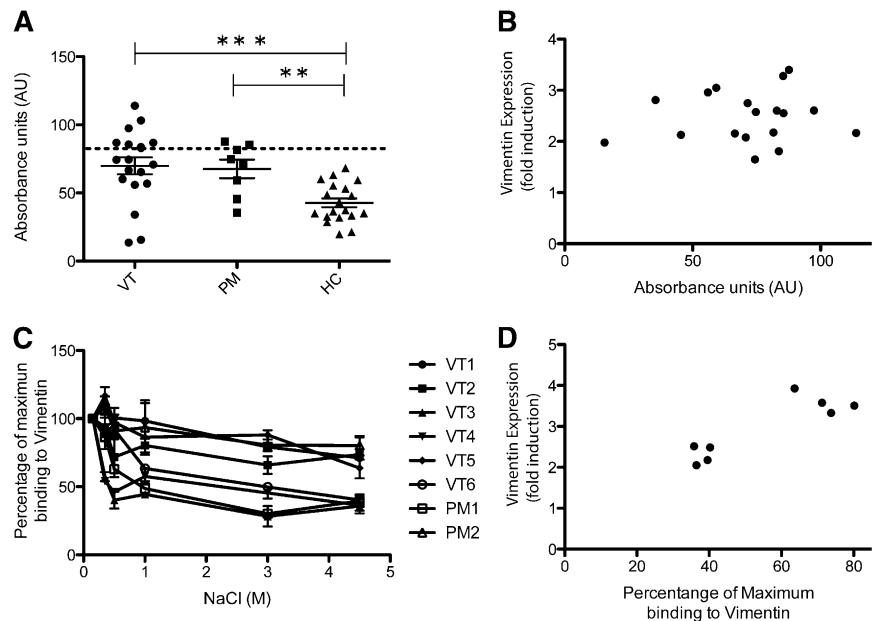 A
* * *
* *
Absorbance units (AU)
150
100
50
0
VT
PM
HC
B
Vimentin Expression
(fold induction)
4
3
2
1
0
0
50
100
Absorbance units (AU)
C
Percentage of maximun
binding to Vimentin
150
100
50
0
0
1
2
3
4
5
NaCl (M)
VT1
VT2
VT3
VT4
VT5
VT6
PM1
PM2
D
Vimentin Expression
(fold induction)
5
4
3
2
1
0
0
20
40
60
80
Percentange of Maximum
binding to Vimentin